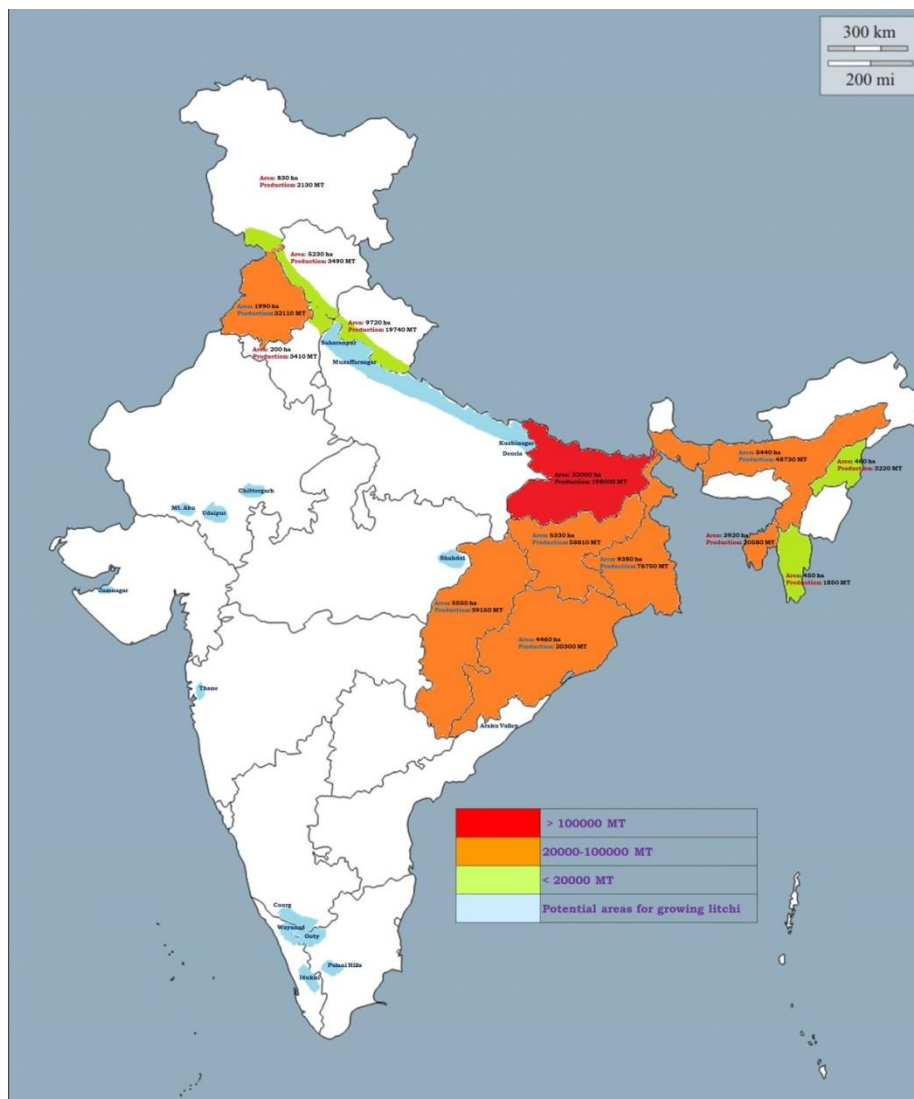 300 km
200 mi
Area: 830 ha
Production: 2130 MT
Area: 5230 ha
Production: 3490 MT
Area: 1990 ha
Production: 32110 MT
Area: 9720 ha
Production: 19740 MT
Area: 200 ha
Production: 3410 MT
Saharanpur
Muzaffarnagar
Kushinagar
Deoria
Area: 32000 ha
Production: 198000 MT
Area: 5440 ha
Production: 48730 MT
Area: 460 ha
Production: 3220 MT
Chittorgarh
Mt. Aku
Udaipur
Area: 5330 ha
Production: 58810 MT
Area: 3920 ha
Production: 20580 MT
Area: 9380 ha
Production: 78750 MT
Shahdol
Area: 450 ha
Production: 1850 MT
Jamnagar
Area: 5550 ha
Production: 39150 MT
Area: 4460 ha
Production: 20300 MT
Thane
Araku Valley
> 100000 MT
20000-100000 MT
< 20000 MT
Potential areas for growing litchi
Coorg
Wayanad
Ooty
Palani Hills
Idukki